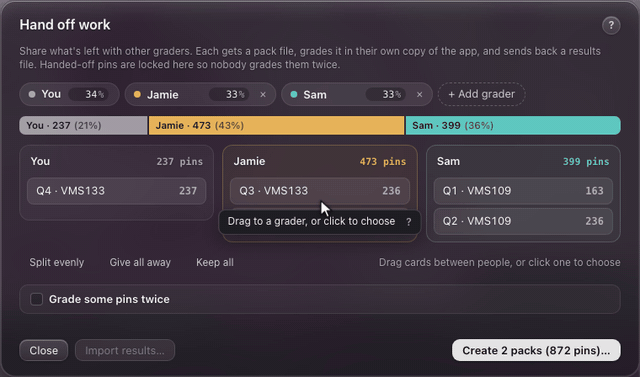 Hand off work
?
Share what's left with other graders. Each gets a pack file, grades it in their own copy of the app, and sends back a results
file. Handed-off pins are locked here so nobody grades them twice.
You 34% Jamie 33% × Sam 33% × + Add grader
You · 237 (21%) Jamie · 473 (43%) Sam · 399 (36%)
You 237 pins
Q4 · VMS133 237
Jamie 473 pins
Q3 · VMS133 236
Drag to a grader, or click to choose ?
Sam 399 pins
Q1 · VMS109 163
Q2 · VMS109 236
Split evenly Give all away Keep all Drag cards between people, or click one to choose
Grade some pins twice
Close Import results... Create 2 packs (872 pins)...